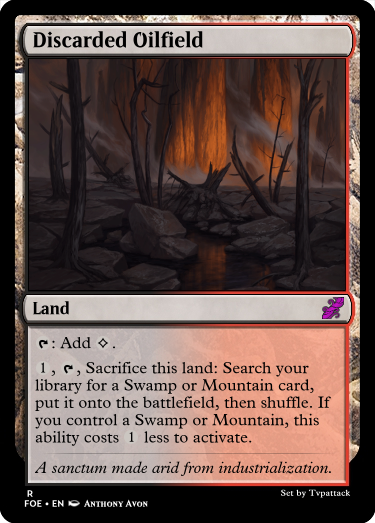 Discarded Oilfield
Land
: Add .
1, , Sacrifice this land: Search your
library for a Swamp or Mountain card,
put it onto the battlefield, then shuffle. If
you control a Swamp or Mountain, this
ability costs 1 less to activate.
A sanctum made arid from industrialization.
R
Set by Tvpattack
FOE • EN Anthony Avon